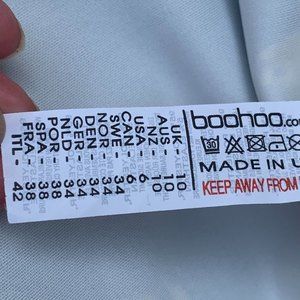 boohoo.co
30
MADE IN U
KEEP AWAY FROM
UK - 10
AUS - 10
NZ - 10
USA - 6
CAN - 6
SWE - 34
NOR - 34
DEN - 34
GER - 34
NLD - 34
POR - 38
SPA - 38
FRA - 38
ITL - 42